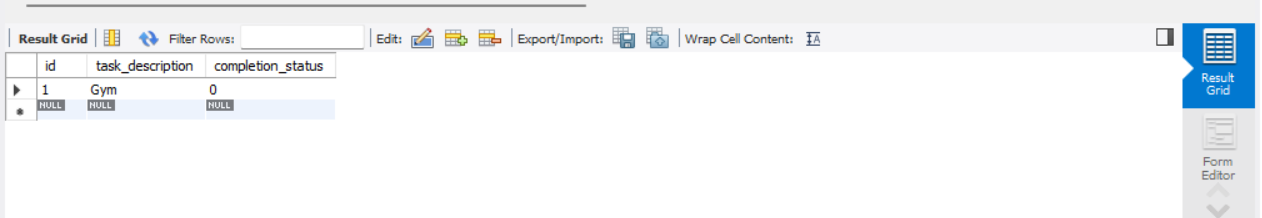 Result Grid Filter Rows: Edit: Export/Import: Wrap Cell Content: IA
id task_description completion_status
1 Gym 0
NULL NULL NULL
Result
Grid
Form
Editor